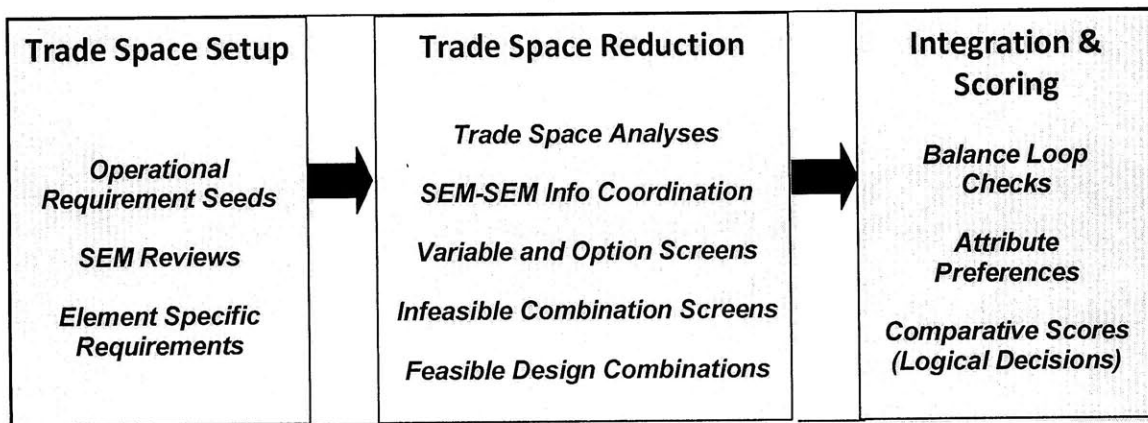 Trade Space Setup
Operational
Requirement Seeds
SEM Reviews
Element Specific
Requirements
Trade Space Reduction
Trade Space Analyses
SEM-SEM Info Coordination
Variable and Option Screens
Infeasible Combination Screens
Feasible Design Combinations
Integration &
Scoring
Balance Loop
Checks
Attribute
Preferences
Comparative Scores
(Logical Decisions)